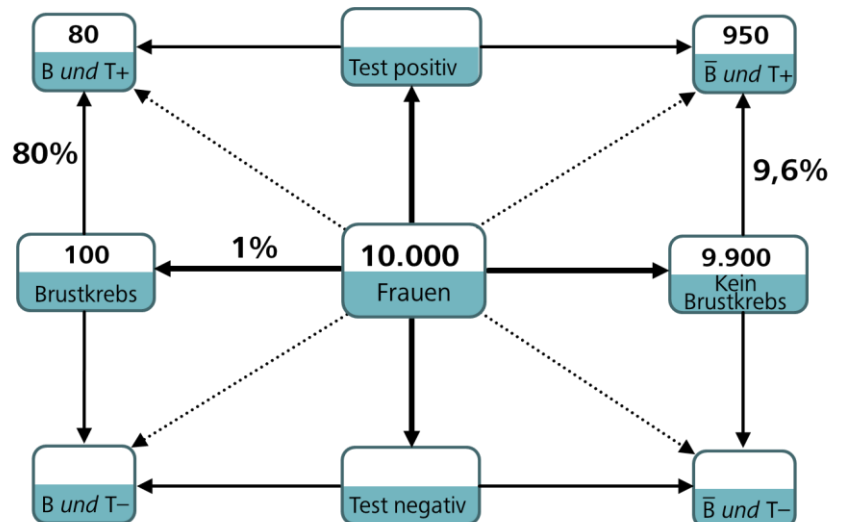 80
B und T+
Test positiv
950
B̅ und T+
80%
9,6%
100
Brustkrebs
1%
10.000
Frauen
9.900
Kein
Brustkrebs
B und T–
Test negativ
B̅ und T–